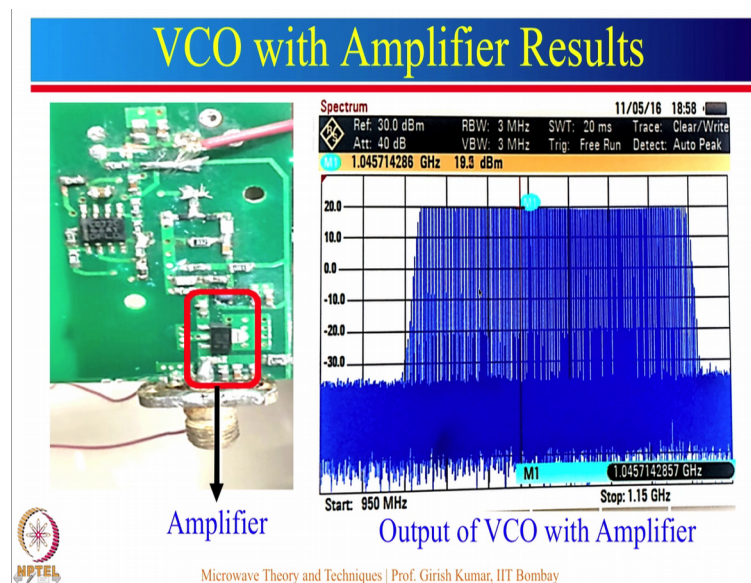 VCO with Amplifier Results
Spectrum 11/05/16 18:58
Ref: 30.0 dBm RBW: 3 MHz SWT: 20 ms Trace: Clear/Write
Att: 40 dB VBW: 3 MHz Trig: Free Run Detect: Auto Peak
M1 1.045714286 GHz 19.3 dBm
M1
20.0
10.0
0.0
-10.0
-20.0
-30.0
M1 1.0457142857 GHz
Start: 950 MHz Stop: 1.15 GHz
Amplifier
Output of VCO with Amplifier
NPTEL
Microwave Theory and Techniques | Prof. Girish Kumar, IIT Bombay